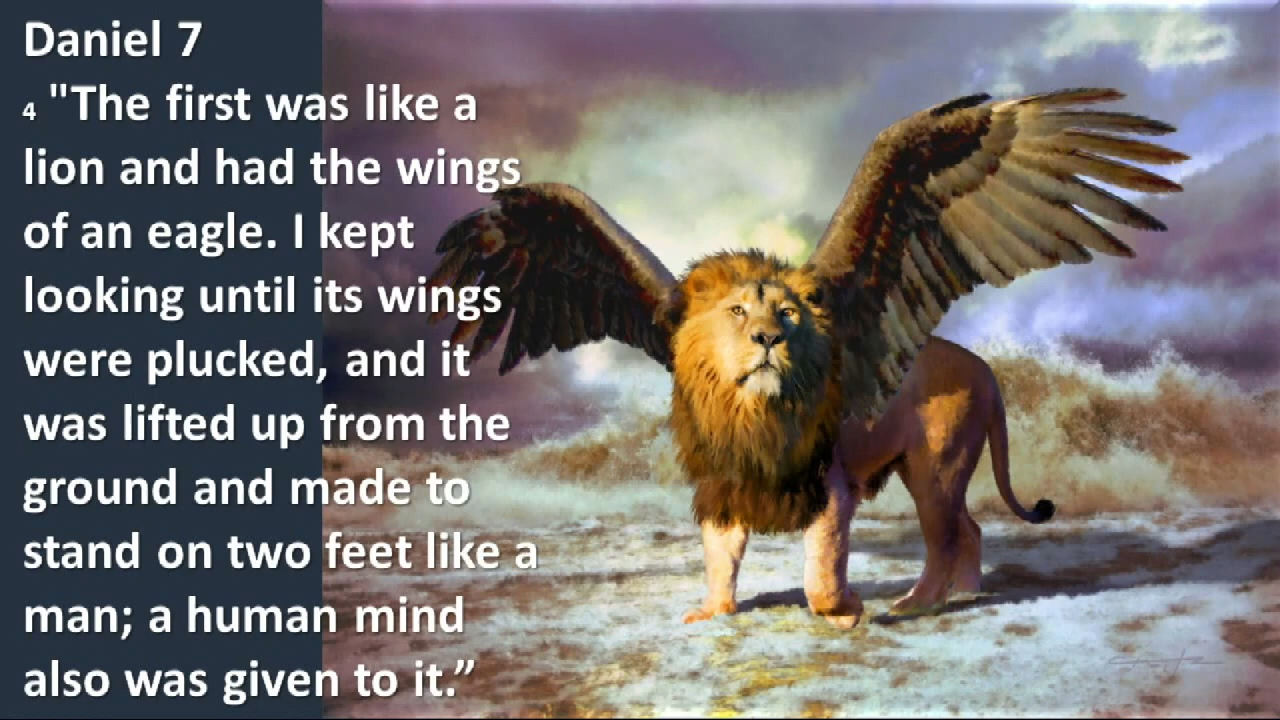 Daniel 7
4 "The first was like a
lion and had the wings
of an eagle. I kept
looking until its wings
were plucked, and it
was lifted up from the
ground and made to
stand on two feet like a
man; a human mind
also was given to it.”